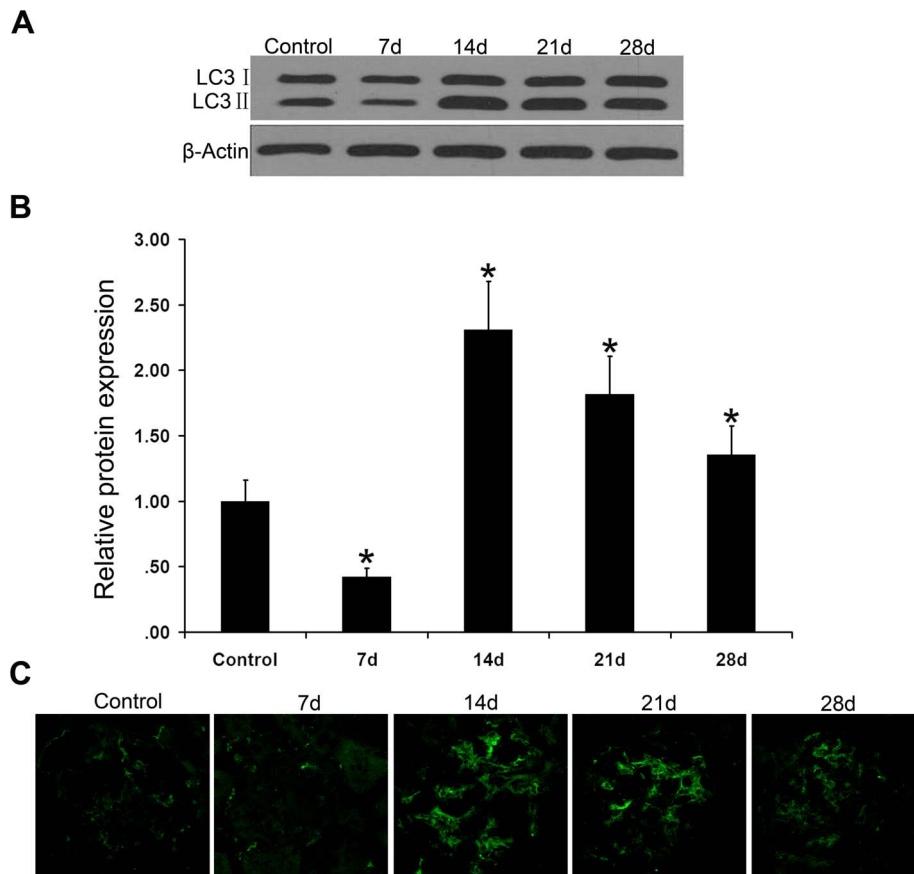 A
Control 7d 14d 21d 28d
LC3 Ⅰ
LC3 Ⅱ
β-Actin
B
Relative protein expression
3.00
2.50
2.00
1.50
1.00
.50
.00
*
*
*
*
Control 7d 14d 21d 28d
C
Control 7d 14d 21d 28d